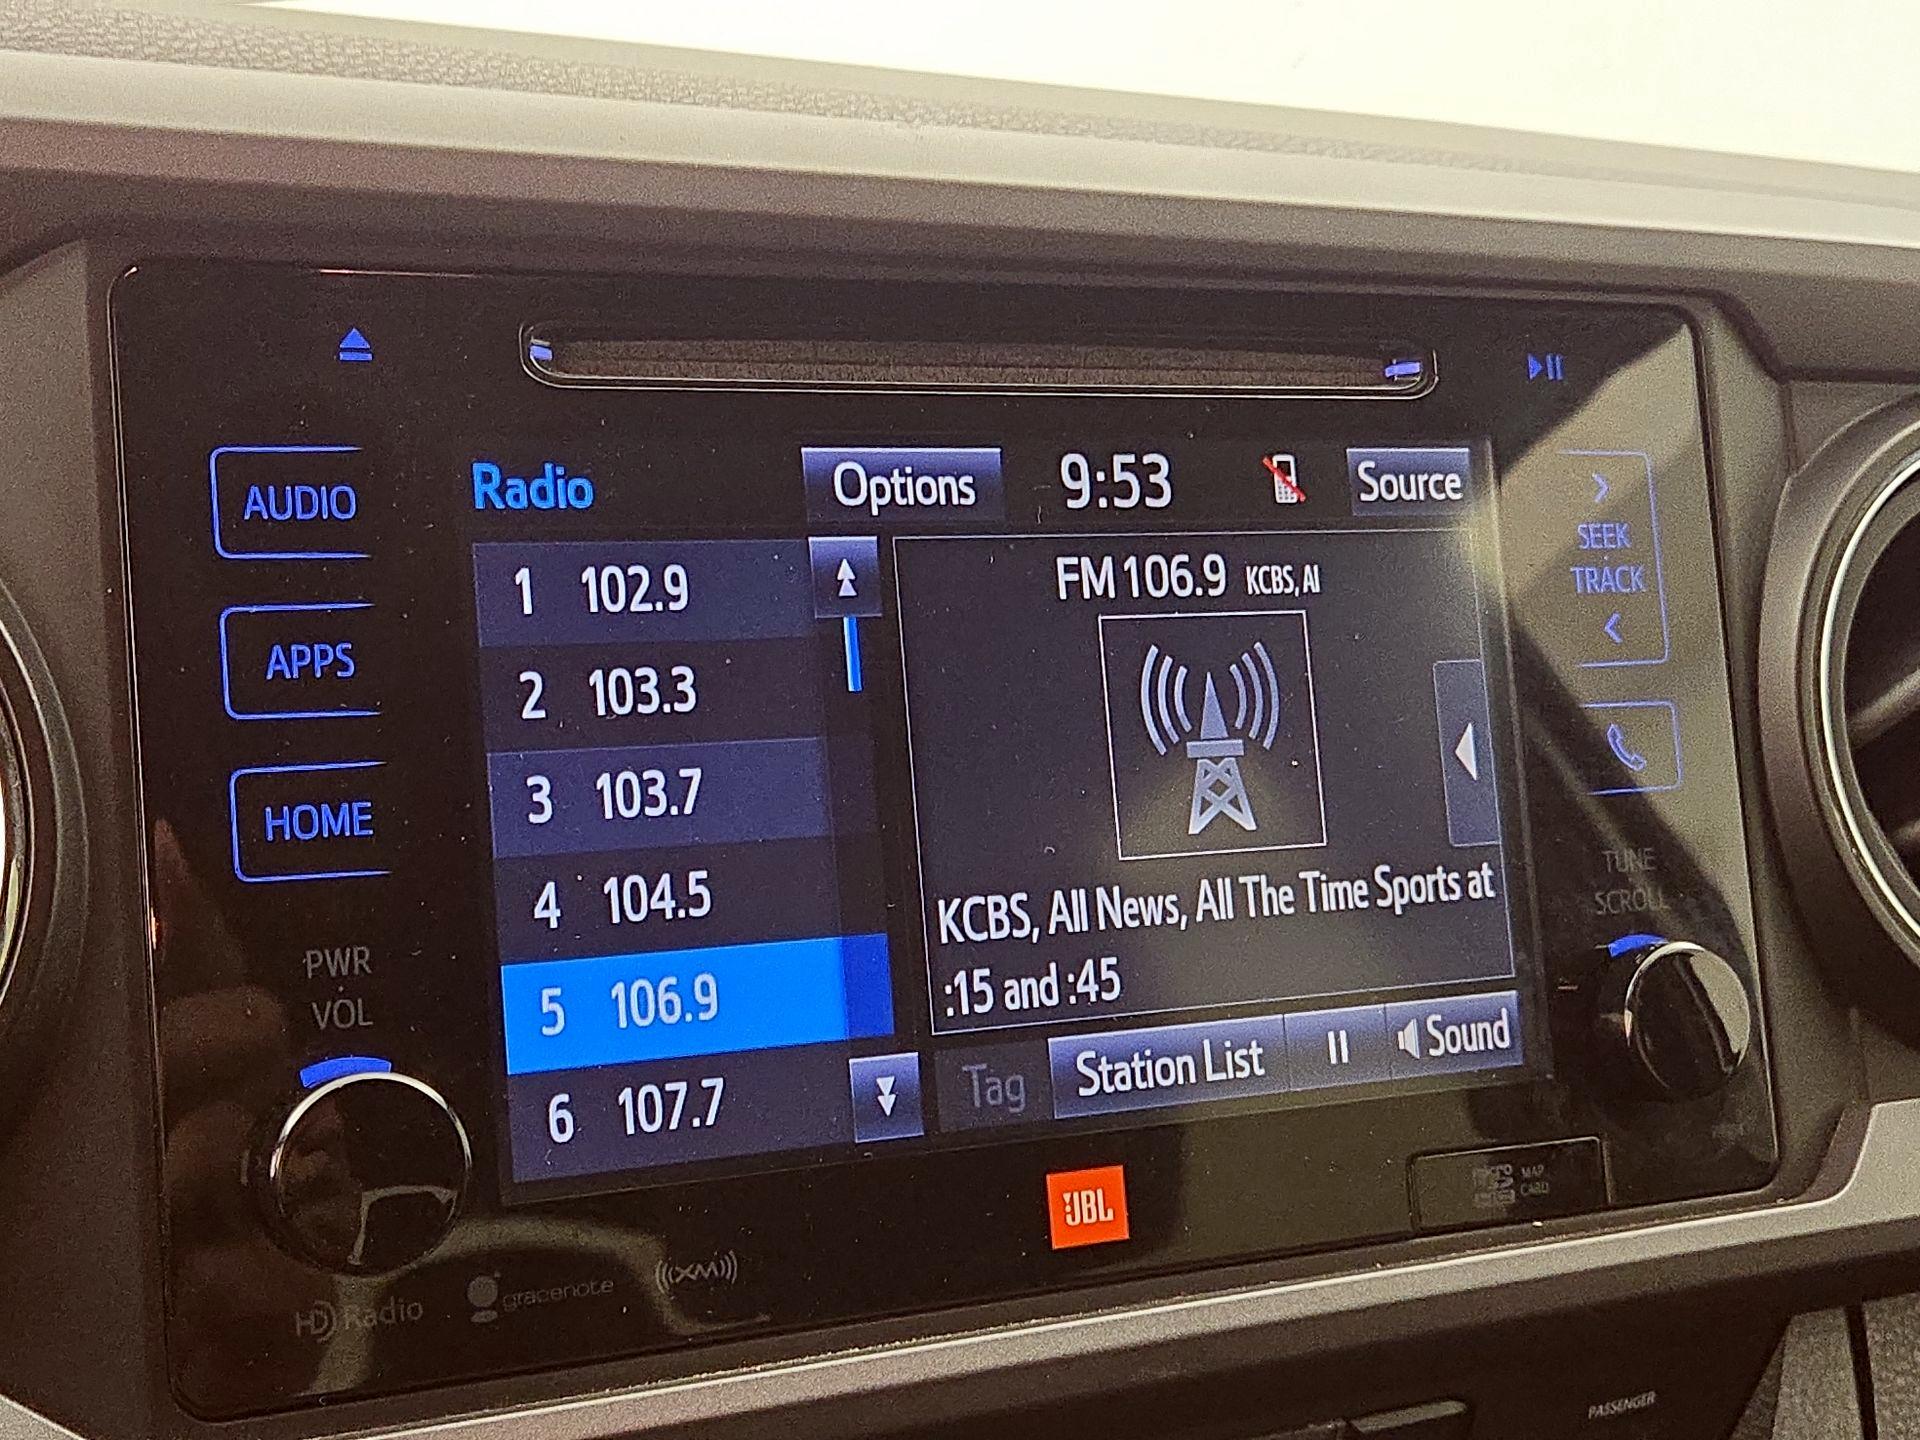 AUDIO
APPS
HOME
PWR
VOL
Radio
Options
9:53
Source
1 102.9
2 103.3
3 103.7
4 104.5
5 106.9
6 107.7
FM 106.9 KCBS, Al
KCBS, All News, All The Time Sports at
:15 and :45
Tag
Station List
Sound
SEEK
TRACK
TUNE
SCROLL
JBL
HD Radio
gracenote
XM
MAP
CARD
PASSENGER